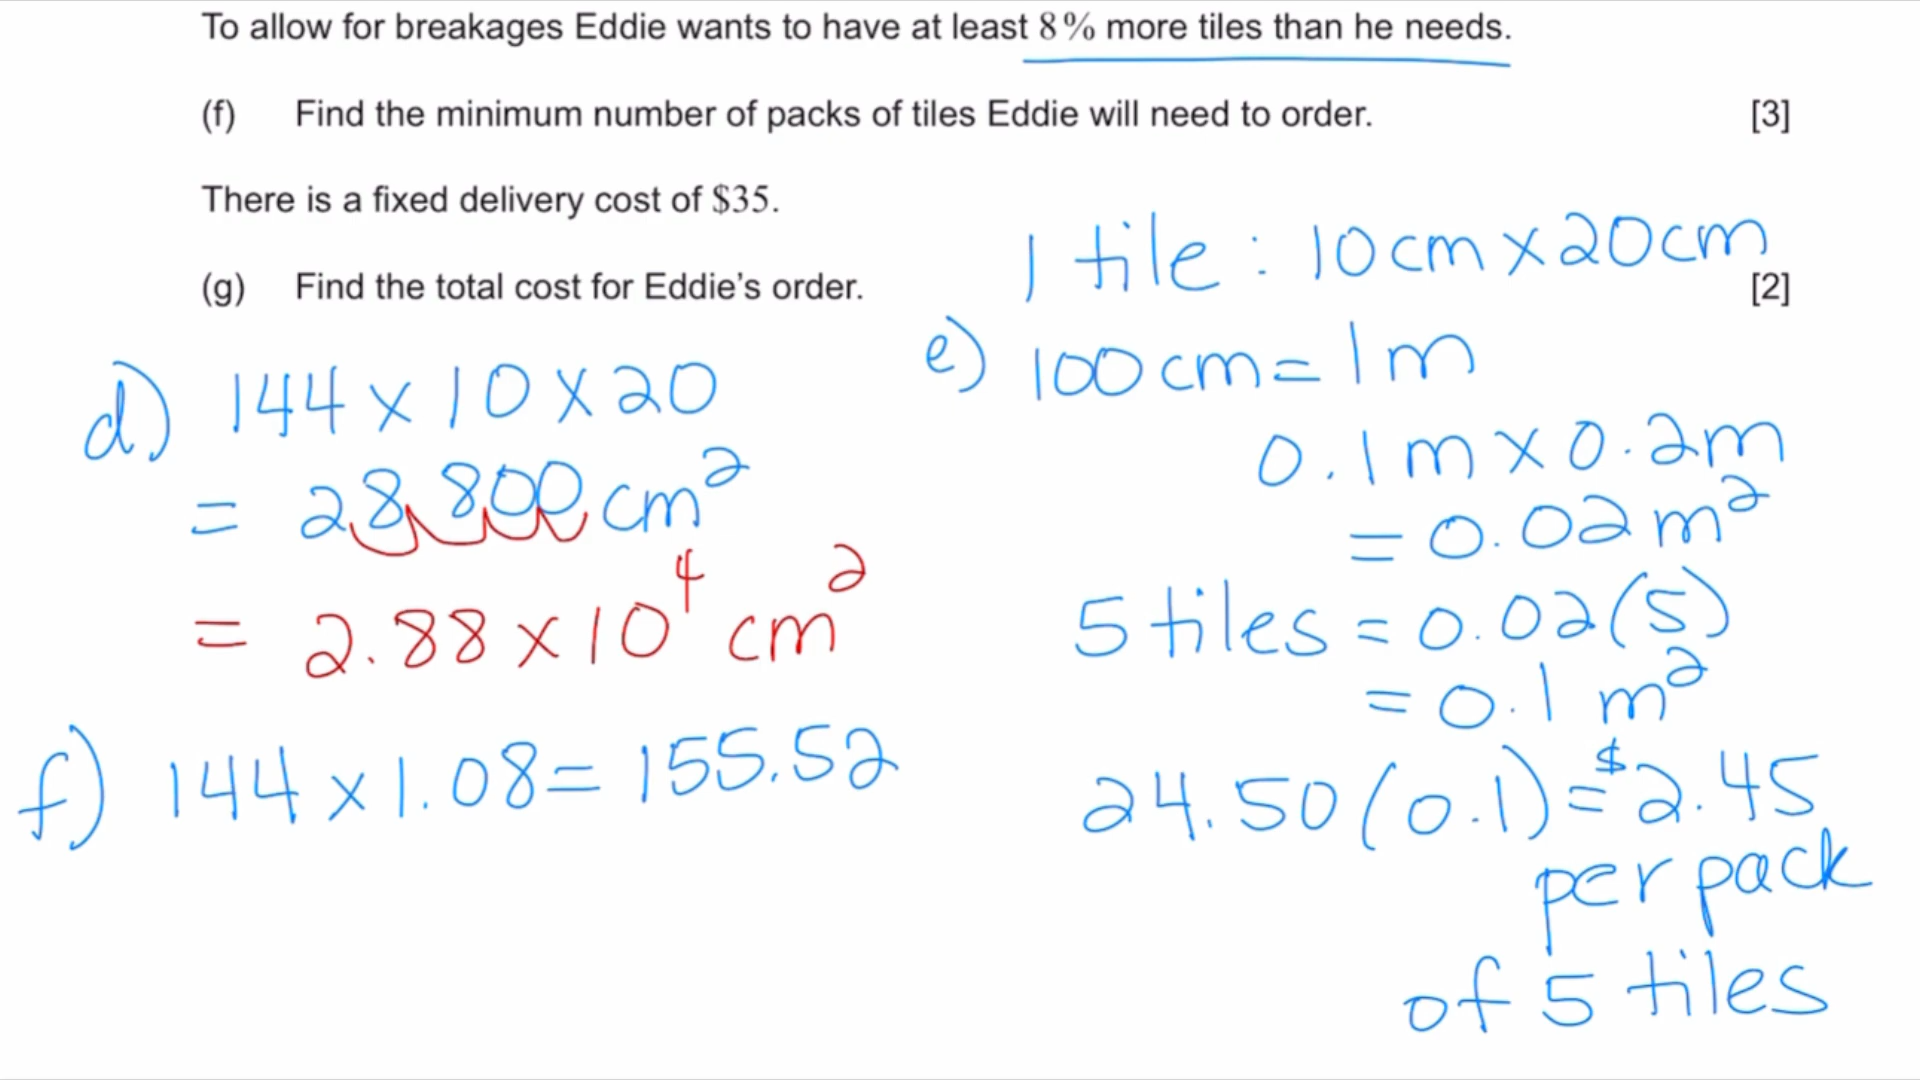 To allow for breakages Eddie wants to have at least 8% more tiles than he needs.
(f) Find the minimum number of packs of tiles Eddie will need to order. [3]
There is a fixed delivery cost of $35.
(g) Find the total cost for Eddie's order. [2]
1 tile : 10cm x 20cm
d) 144 x 10 x 20
= 28800 cm²
= 2.88 x 10⁴ cm²
f) 144 x 1.08 = 155.52
e) 100cm = 1m
0.1m x 0.2m
= 0.02m²
5 tiles = 0.02(5)
= 0.1 m²
24.50(0.1) = $2.45
per pack
of 5 tiles